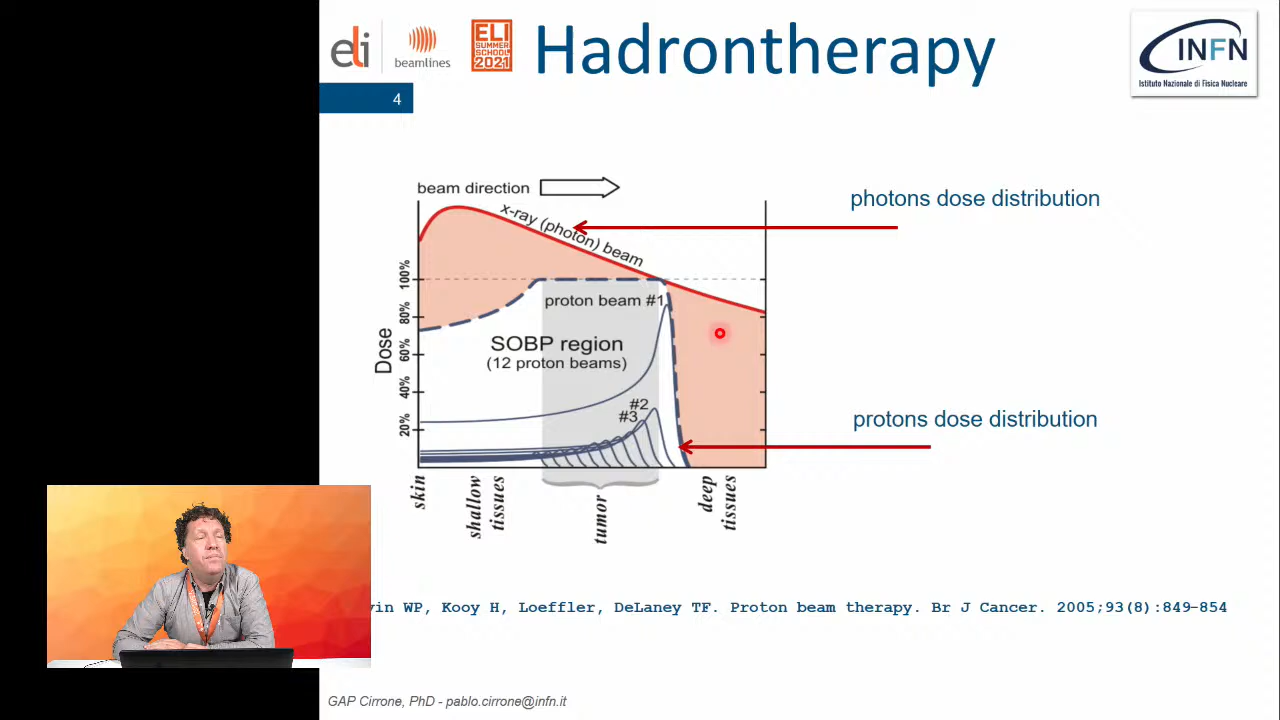 eli
beamlines
ELI
SUMMER
SCHOOL
2021
Hadrontherapy
INFN
Istituto Nazionale di Fisica Nucleare
4
beam direction
photons dose distribution
x-ray (photon) beam
Dose
100%
80%
60%
40%
20%
proton beam #1
SOBP region
(12 proton beams)
#2
#3
protons dose distribution
skin
shallow
tissues
tumor
deep
tissues
WP, Kooy H, Loeffler, DeLaney TF. Proton beam therapy. Br J Cancer. 2005;93(8):849–854
GAP Cirrone, PhD - pablo.cirrone@infn.it